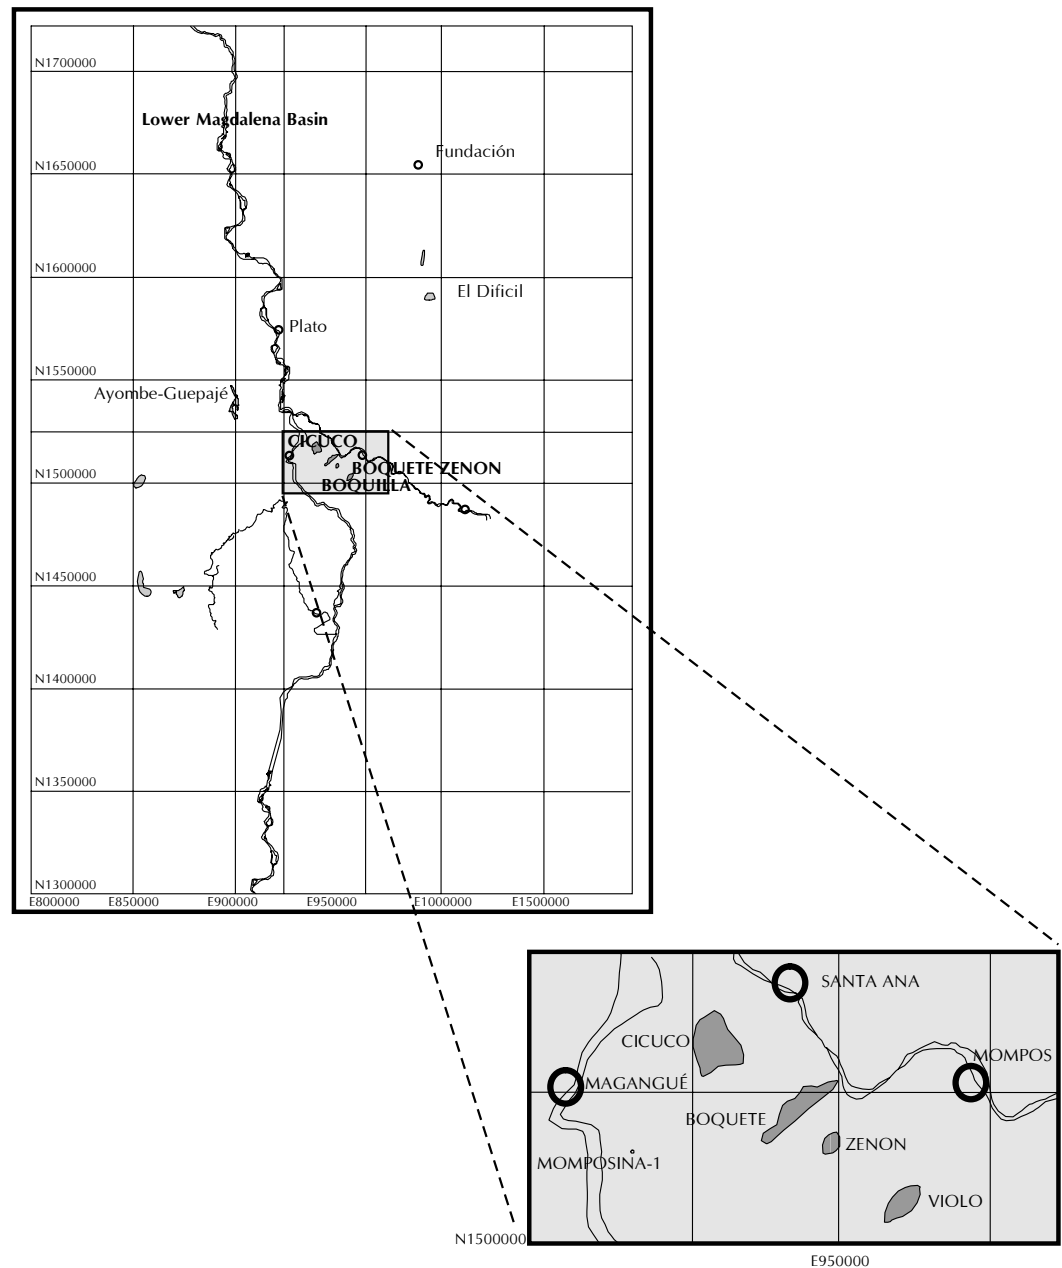 N1700000
Lower Magdalena Basin
Fundación
N1650000
N1600000
El Dificil
Plato
N1550000
Ayombe-Guepajé
CICUCO
BOQUETE ZENON
N1500000
BOQUILLA
N1450000
N1400000
N1350000
N1300000
E800000 E850000 E900000 E950000 E1000000 E1500000
SANTA ANA
CICUCO
MOMPOS
MAGANGUÉ
BOQUETE
ZENON
MOMPOSINA-1
VIOLO
N1500000
E950000